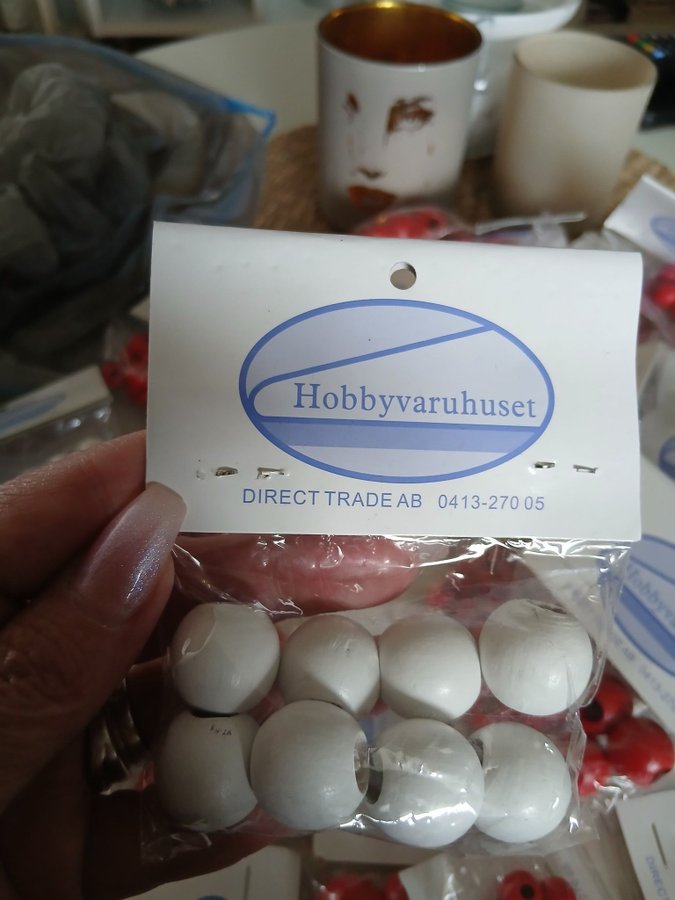 Hobbyvaruhuset
DIRECT TRADE AB 0413-270 05